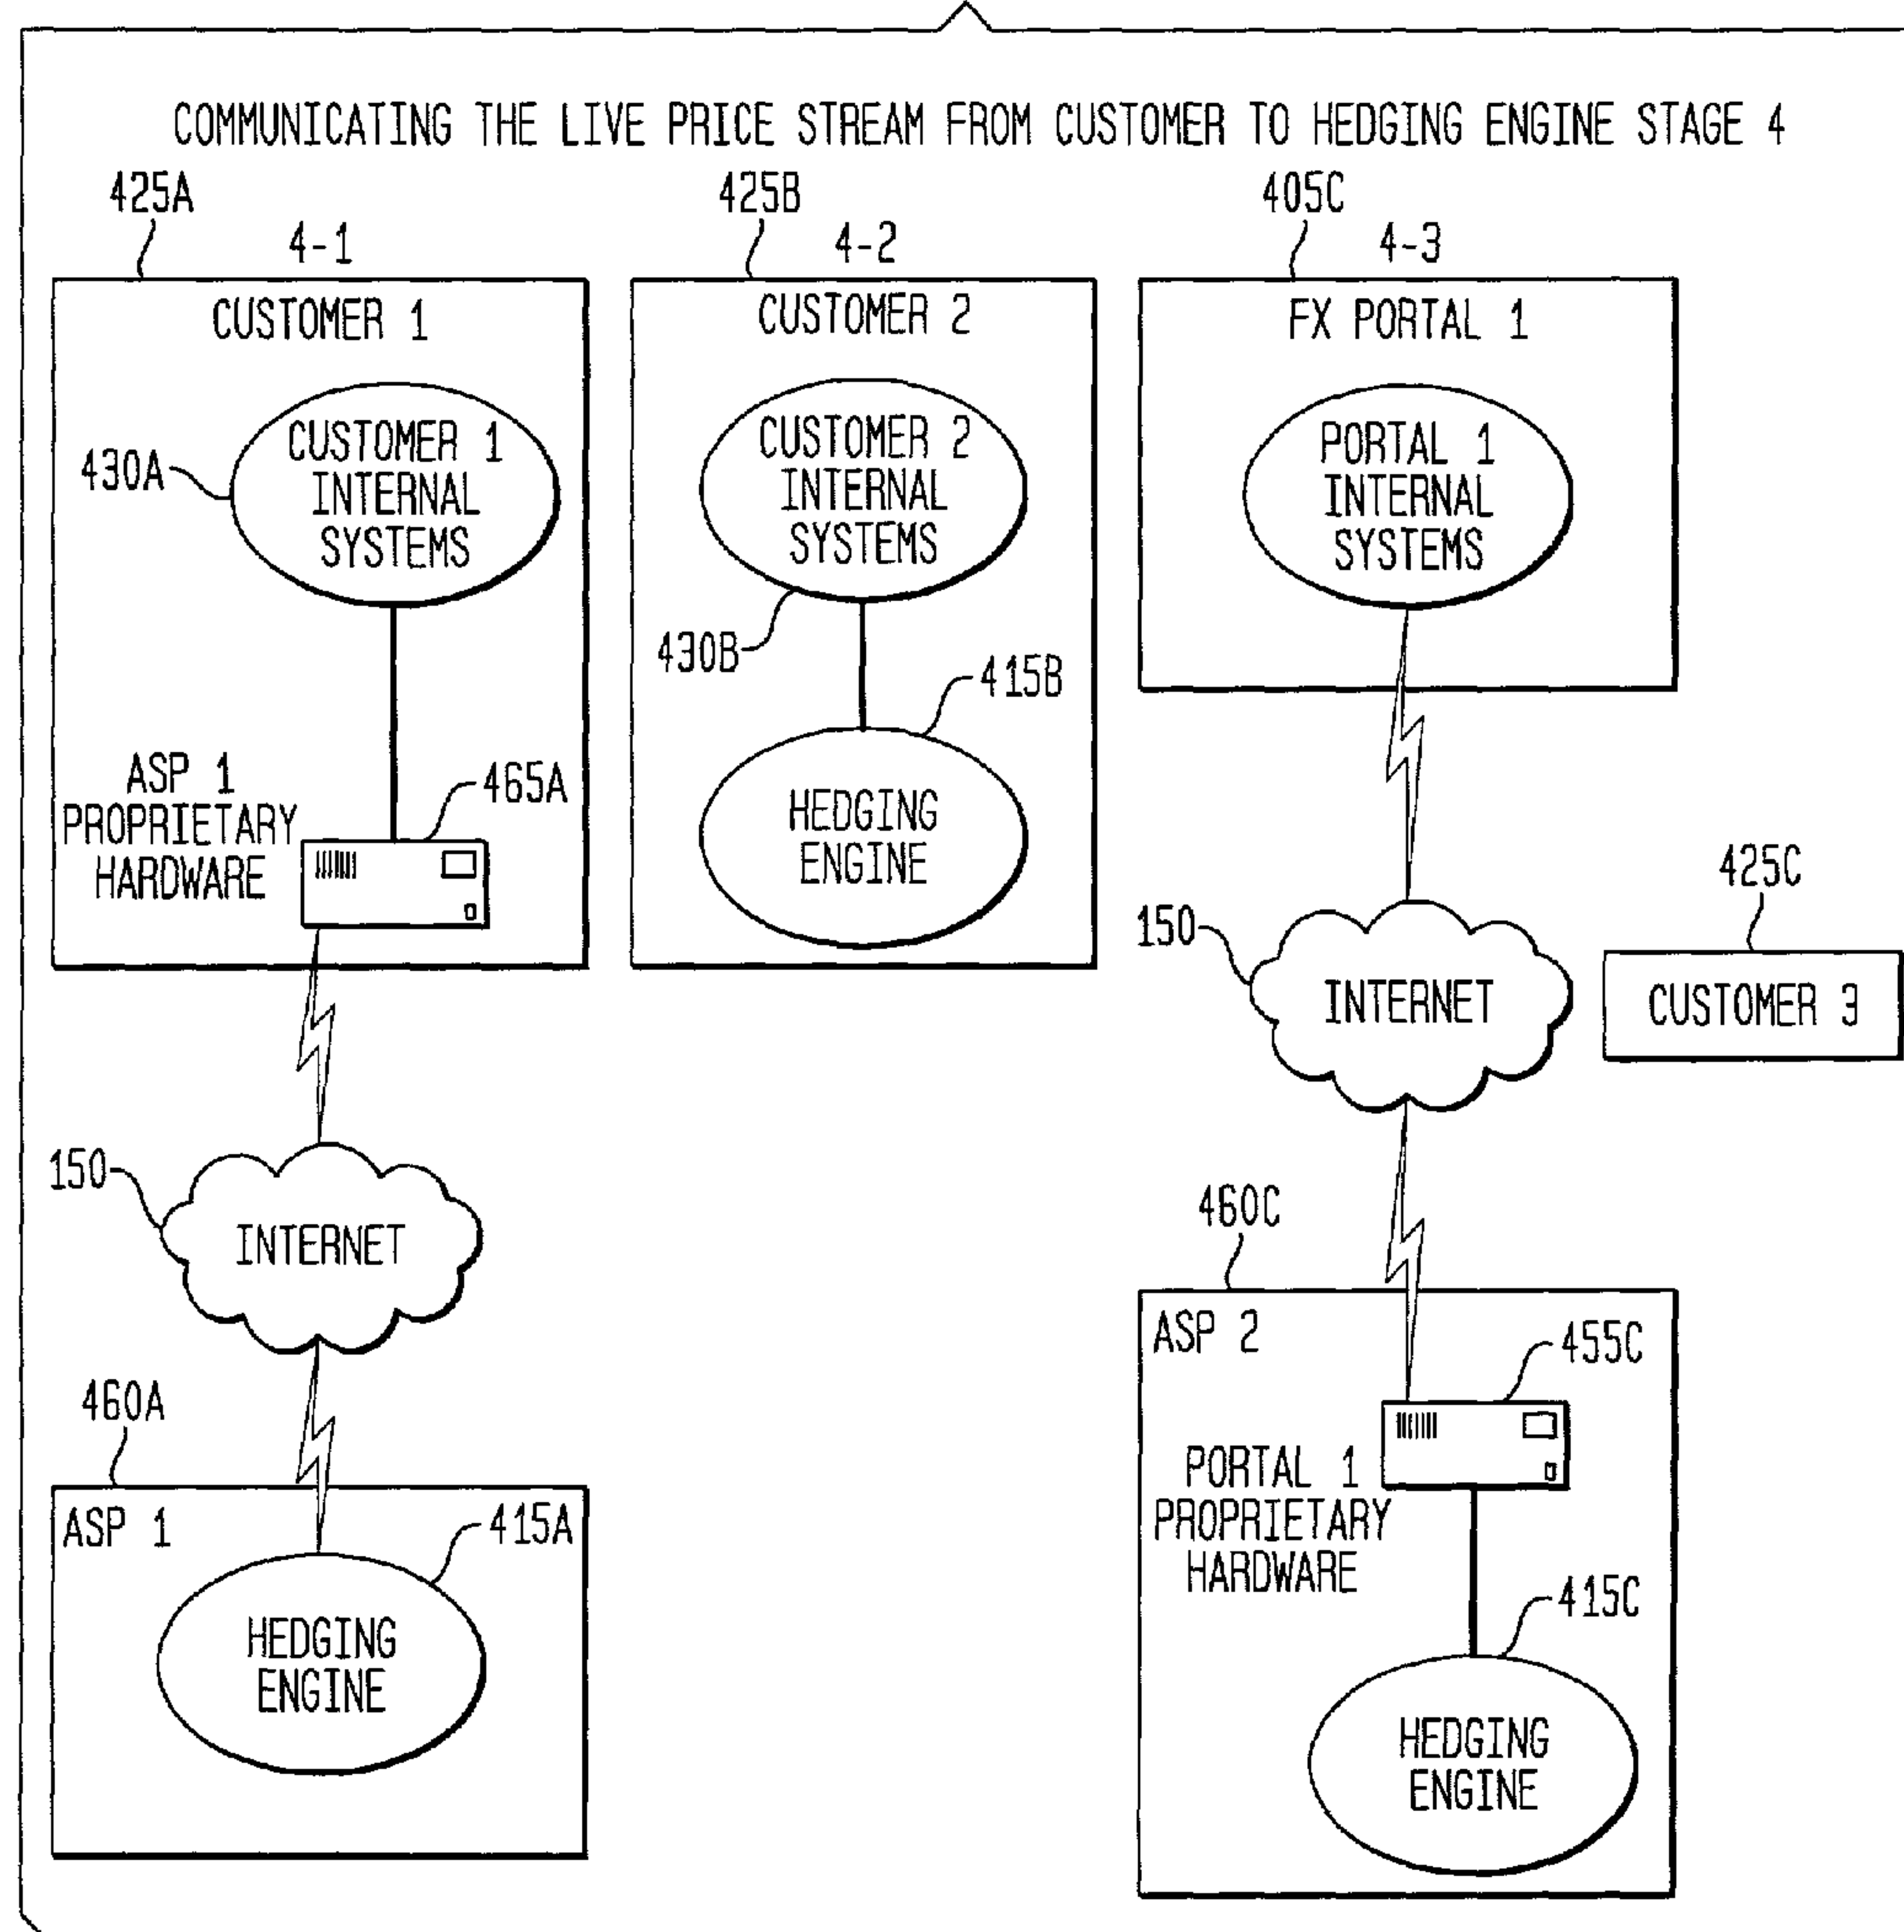 COMMUNICATING THE LIVE PRICE STREAM FROM CUSTOMER TO HEDGING ENGINE STAGE 4
425A
4-1
CUSTOMER 1
430A
CUSTOMER 1
INTERNAL
SYSTEMS
ASP 1
PROPRIETARY
HARDWARE
465A
150
INTERNET
460A
ASP 1
415A
HEDGING
ENGINE
425B
4-2
CUSTOMER 2
CUSTOMER 2
INTERNAL
SYSTEMS
430B
415B
HEDGING
ENGINE
405C
4-3
FX PORTAL 1
PORTAL 1
INTERNAL
SYSTEMS
150
INTERNET
425C
CUSTOMER 3
460C
ASP 2
455C
PORTAL 1
PROPRIETARY
HARDWARE
415C
HEDGING
ENGINE